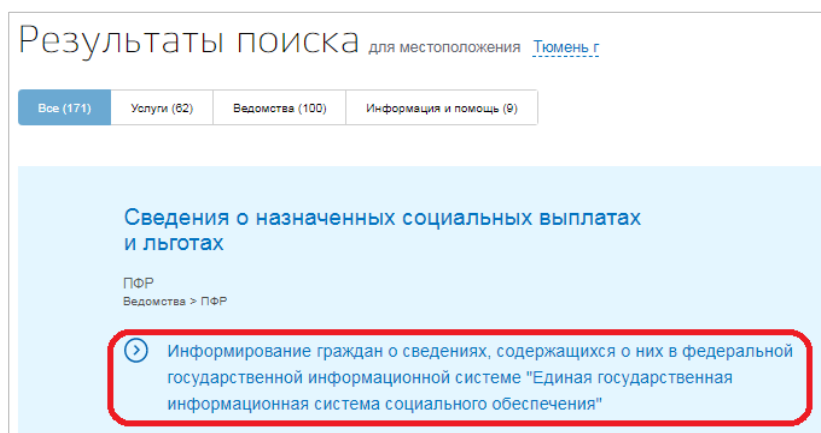 Результаты поиска для местоположения Тюмень г
Все (171) Услуги (62) Ведомства (100) Информация и помощь (9)
Сведения о назначенных социальных выплатах
и льготах
ПФР
Ведомства > ПФР
Информирование граждан о сведениях, содержащихся о них в федеральной
государственной информационной системе "Единая государственная
информационная система социального обеспечения"